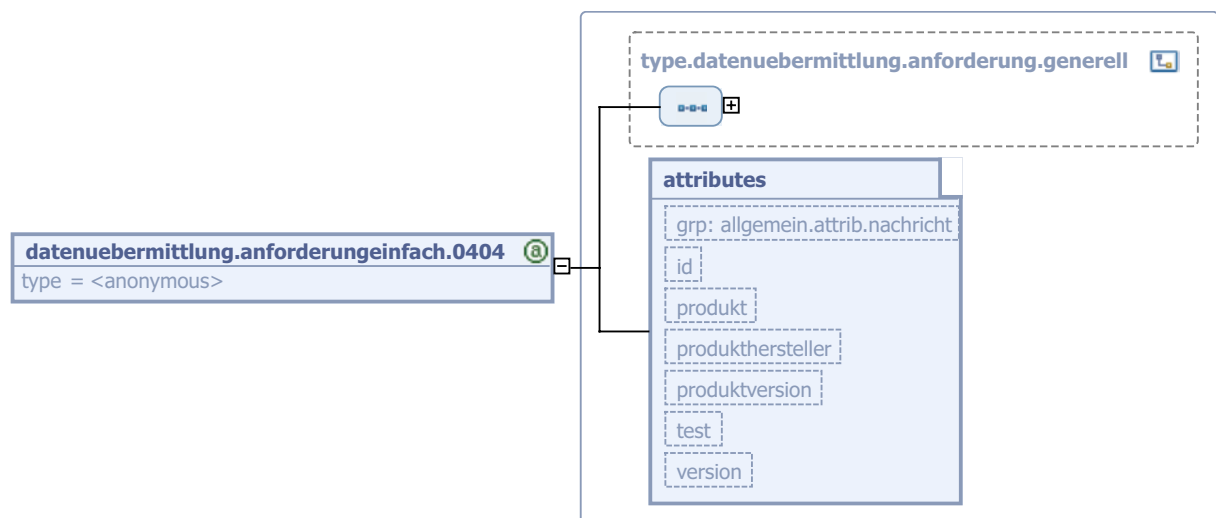 type.datenuebermittlung.anforderung.generell
attributes
grp: allgemein.attrib.nachricht
id
produkt
produkthersteller
produktversion
test
version
datenuebermittlung.anforderungeinfach.0404 @
type = <anonymous>